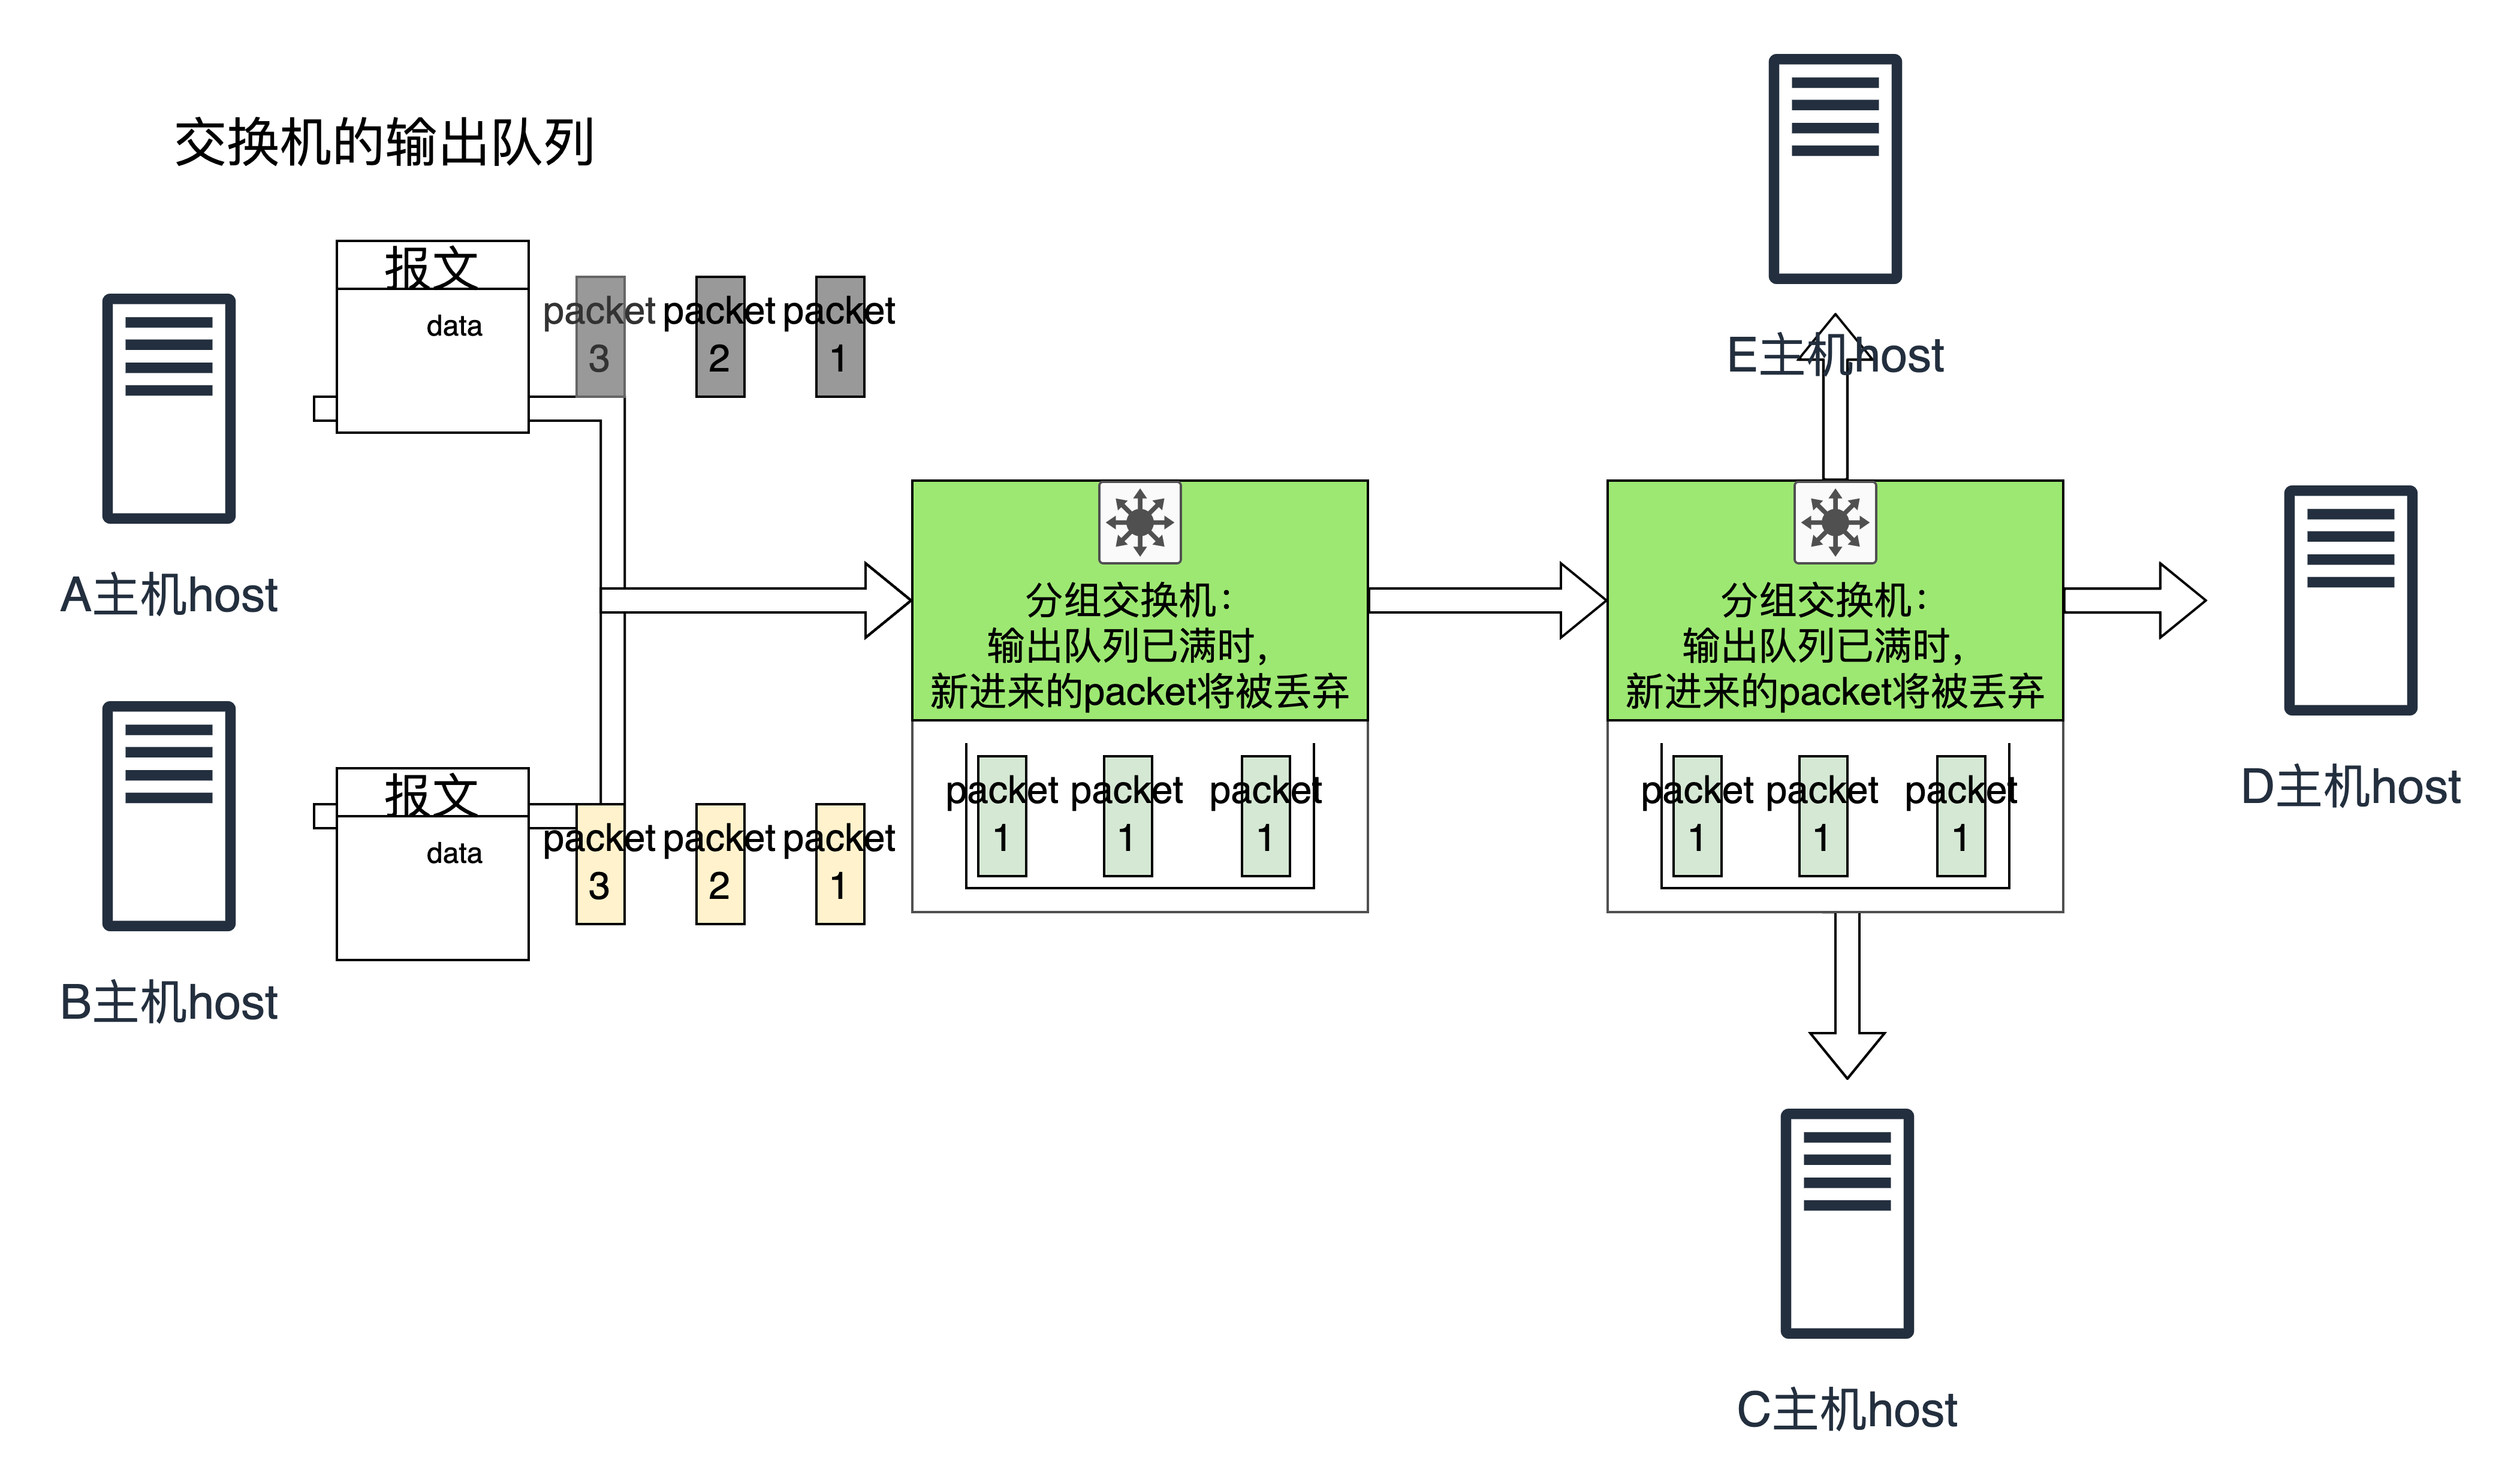 交换机的输出队列
报文
data
packet
3
packet
2
packet
1
A主机host
报文
data
packet
3
packet
2
packet
1
B主机host
分组交换机：
输出队列已满时，
新进来的packet将被丢弃
packet
1
packet
1
packet
1
E主机host
分组交换机：
输出队列已满时，
新进来的packet将被丢弃
packet
1
packet
1
packet
1
D主机host
C主机host